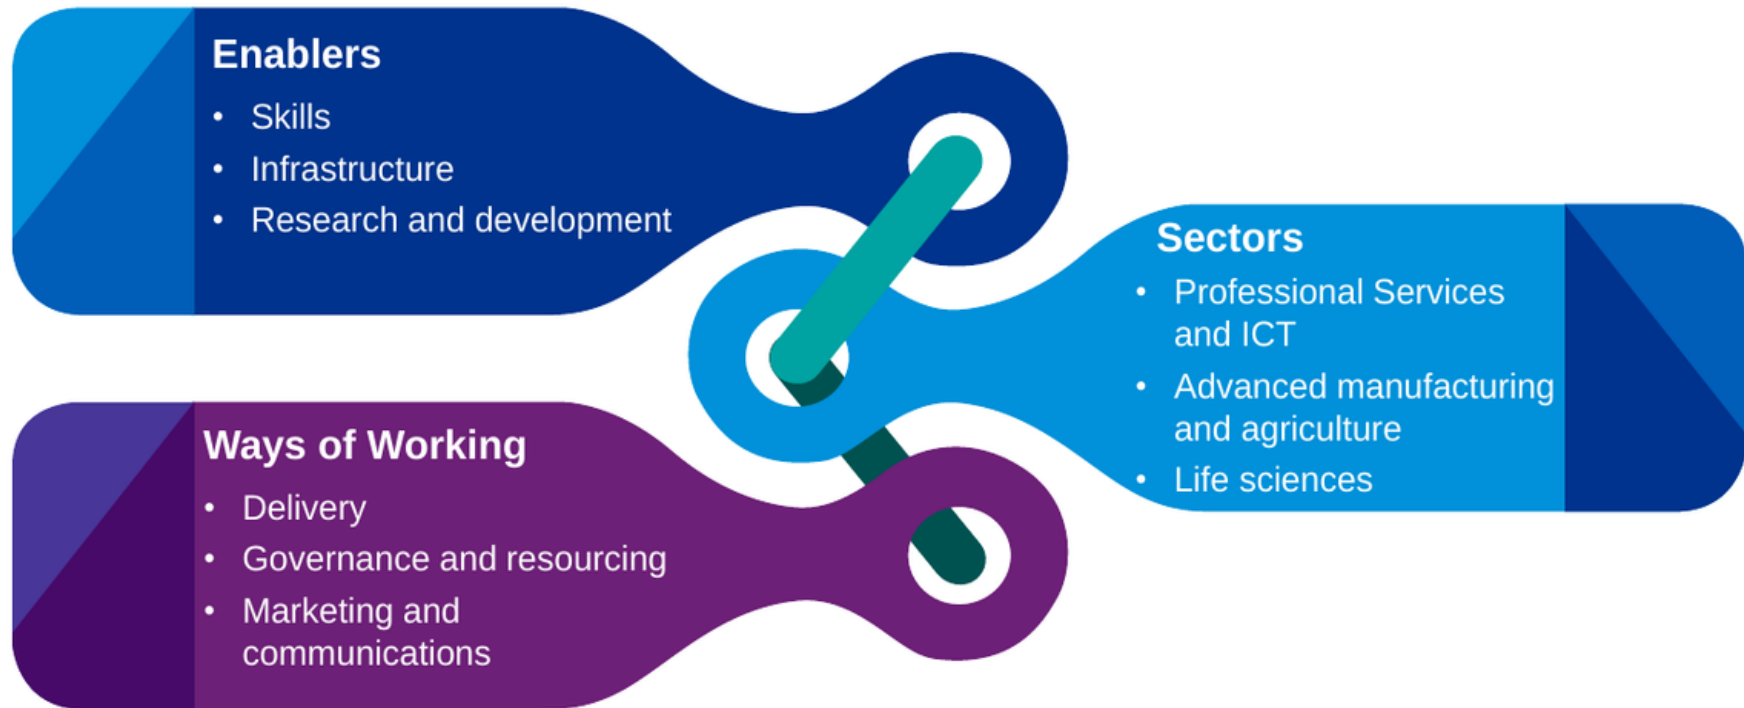 Enablers
• Skills
• Infrastructure
• Research and development
Sectors
• Professional Services
and ICT
• Advanced manufacturing
and agriculture
• Life sciences
Ways of Working
• Delivery
• Governance and resourcing
• Marketing and
communications